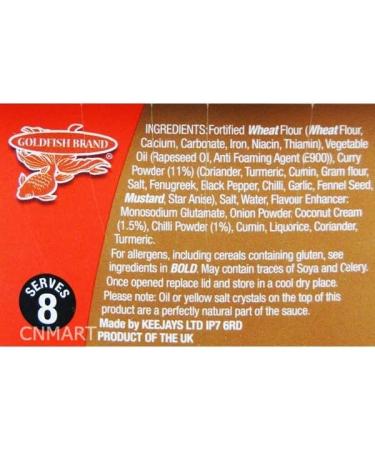 GOLDFISH BRAND
®
INGREDIENTS: Fortified Wheat Flour (Wheat Flour,
Calcium, Carbonate, Iron, Niacin, Thiamin), Vegetable
Oil (Rapeseed Oil, Anti Foaming Agent (E900)), Curry
Powder (11%) (Coriander, Turmeric, Cumin, Gram flour,
Salt, Fenugreek, Black Pepper, Chilli, Garlic, Fennel Seed,
Mustard, Star Anise), Salt, Water, Flavour Enhancer:
Monosodium Glutamate, Onion Powder, Coconut Cream
(1.5%), Chilli Powder (1%), Cumin, Liquorice, Coriander,
Turmeric.
For allergens, including cereals containing gluten, see
ingredients in BOLD. May contain traces of Soya and Celery.
Once opened replace lid and store in a cool dry place.
Please note: Oil or yellow salt crystals on the top of this
product are a perfectly natural part of the sauce.
Made by KEEJAYS LTD IP7 6RD
PRODUCT OF THE UK
SERVES
8
CNMART